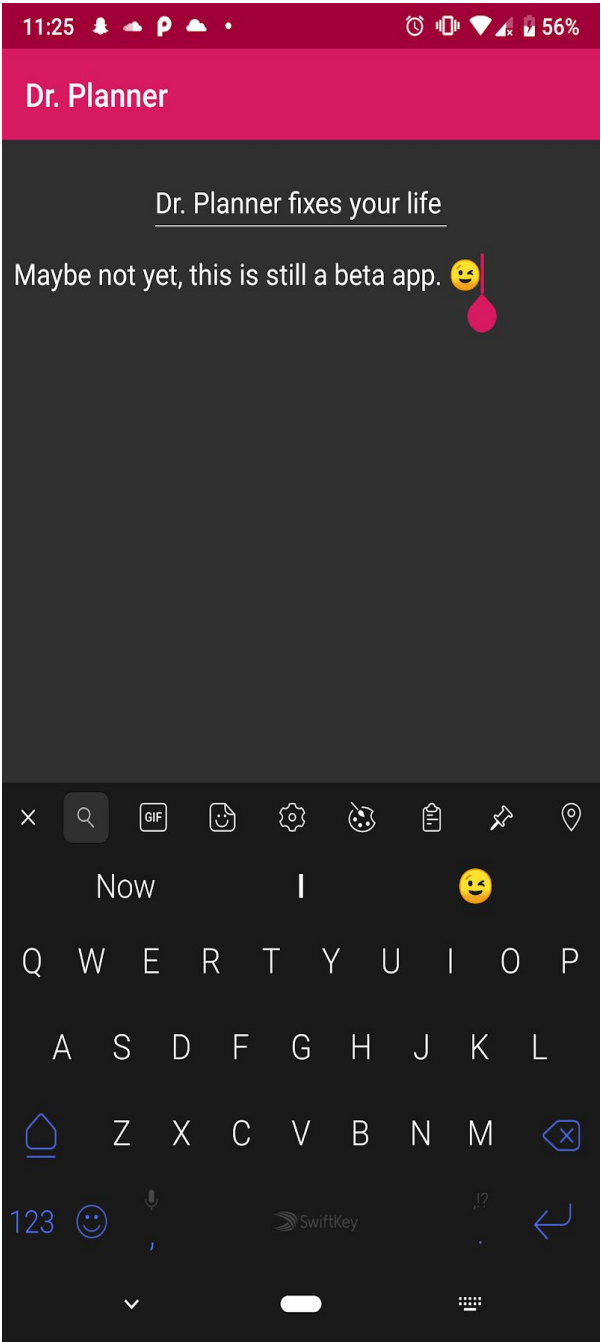 11:25
56%
Dr. Planner
Dr. Planner fixes your life
Maybe not yet, this is still a beta app. 😉
GIF
Now I 😉
Q W E R T Y U I O P
A S D F G H J K L
Z X C V B N M
,!?
123 , SwiftKey .